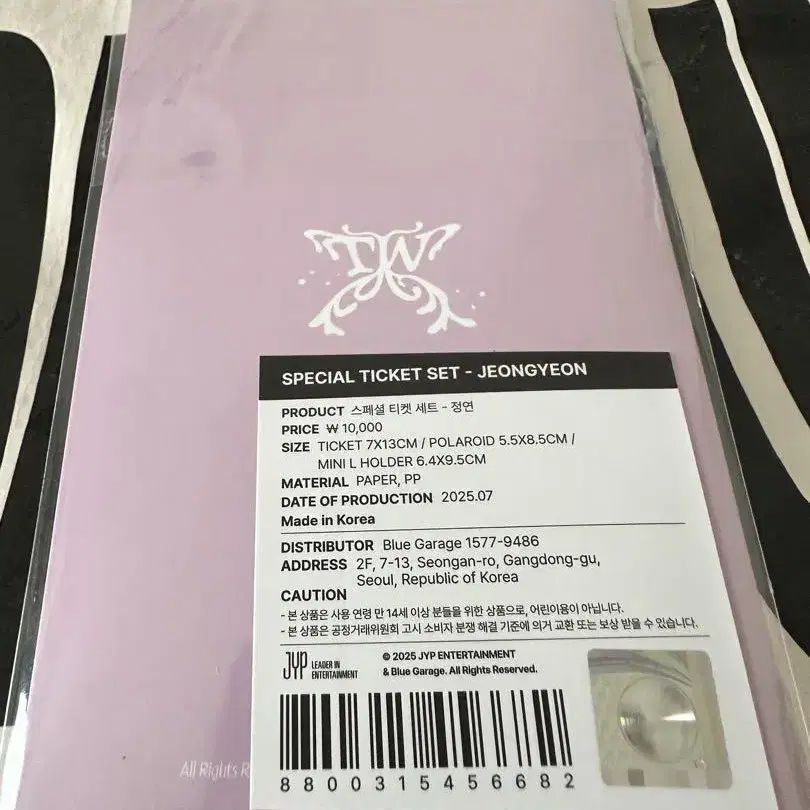 TW
SPECIAL TICKET SET - JEONGYEON
PRODUCT 스페셜 티켓 세트 - 정연
PRICE ₩ 10,000
SIZE TICKET 7X13CM / POLAROID 5.5X8.5CM /
MINI L HOLDER 6.4X9.5CM
MATERIAL PAPER, PP
DATE OF PRODUCTION 2025.07
Made in Korea
DISTRIBUTOR Blue Garage 1577-9486
ADDRESS 2F, 7-13, Seongan-ro, Gangdong-gu,
Seoul, Republic of Korea
CAUTION
- 본 상품은 사용 연령 만 14세 이상 분들을 위한 상품으로, 어린이용이 아닙니다.
- 본 상품은 공정거래위원회 고시 소비자 분쟁 해결 기준에 의거 교환 또는 보상 받을 수 있습니다.
JYP LEADER IN
ENTERTAINMENT
© 2025 JYP ENTERTAINMENT
& Blue Garage. All Rights Reserved.
All Rights R
8800315456682